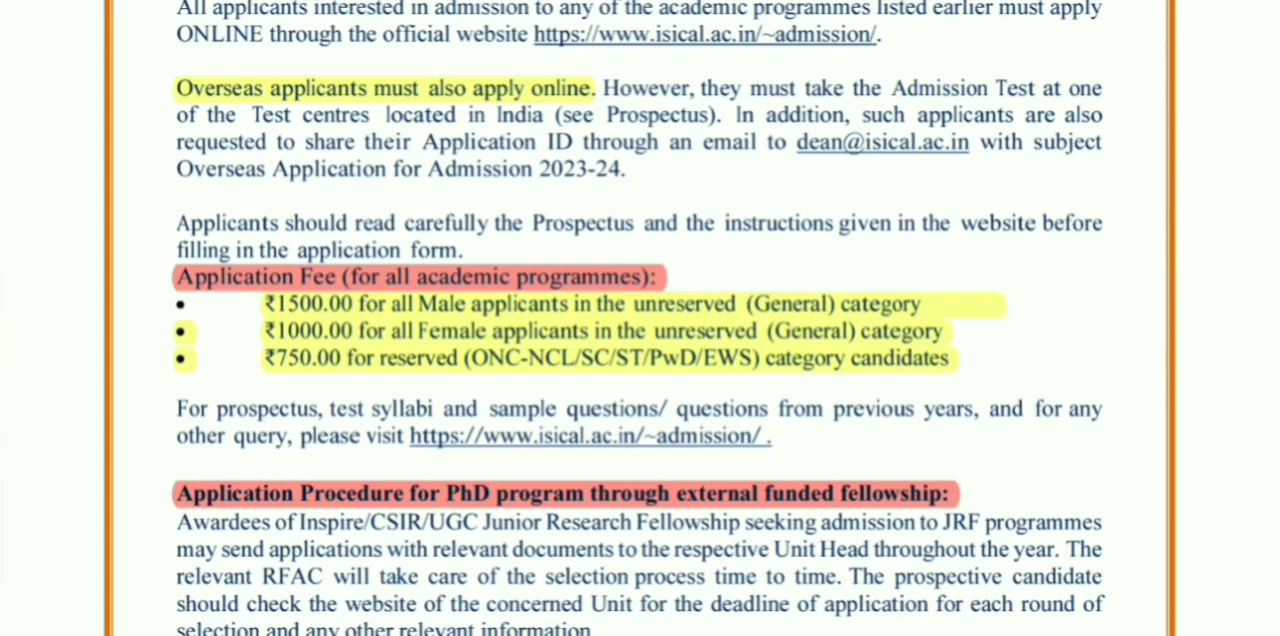 All applicants interested in admission to any of the academic programmes listed earlier must apply
ONLINE through the official website https://www.isical.ac.in/~admission/.
Overseas applicants must also apply online. However, they must take the Admission Test at one
of the Test centres located in India (see Prospectus). In addition, such applicants are also
requested to share their Application ID through an email to dean@isical.ac.in with subject
Overseas Application for Admission 2023-24.
Applicants should read carefully the Prospectus and the instructions given in the website before
filling in the application form.
Application Fee (for all academic programmes):
• ₹1500.00 for all Male applicants in the unreserved (General) category
• ₹1000.00 for all Female applicants in the unreserved (General) category
• ₹750.00 for reserved (ONC-NCL/SC/ST/PwD/EWS) category candidates
For prospectus, test syllabi and sample questions/ questions from previous years, and for any
other query, please visit https://www.isical.ac.in/~admission/ .
Application Procedure for PhD program through external funded fellowship:
Awardees of Inspire/CSIR/UGC Junior Research Fellowship seeking admission to JRF programmes
may send applications with relevant documents to the respective Unit Head throughout the year. The
relevant RFAC will take care of the selection process time to time. The prospective candidate
should check the website of the concerned Unit for the deadline of application for each round of
selection and any other relevant information